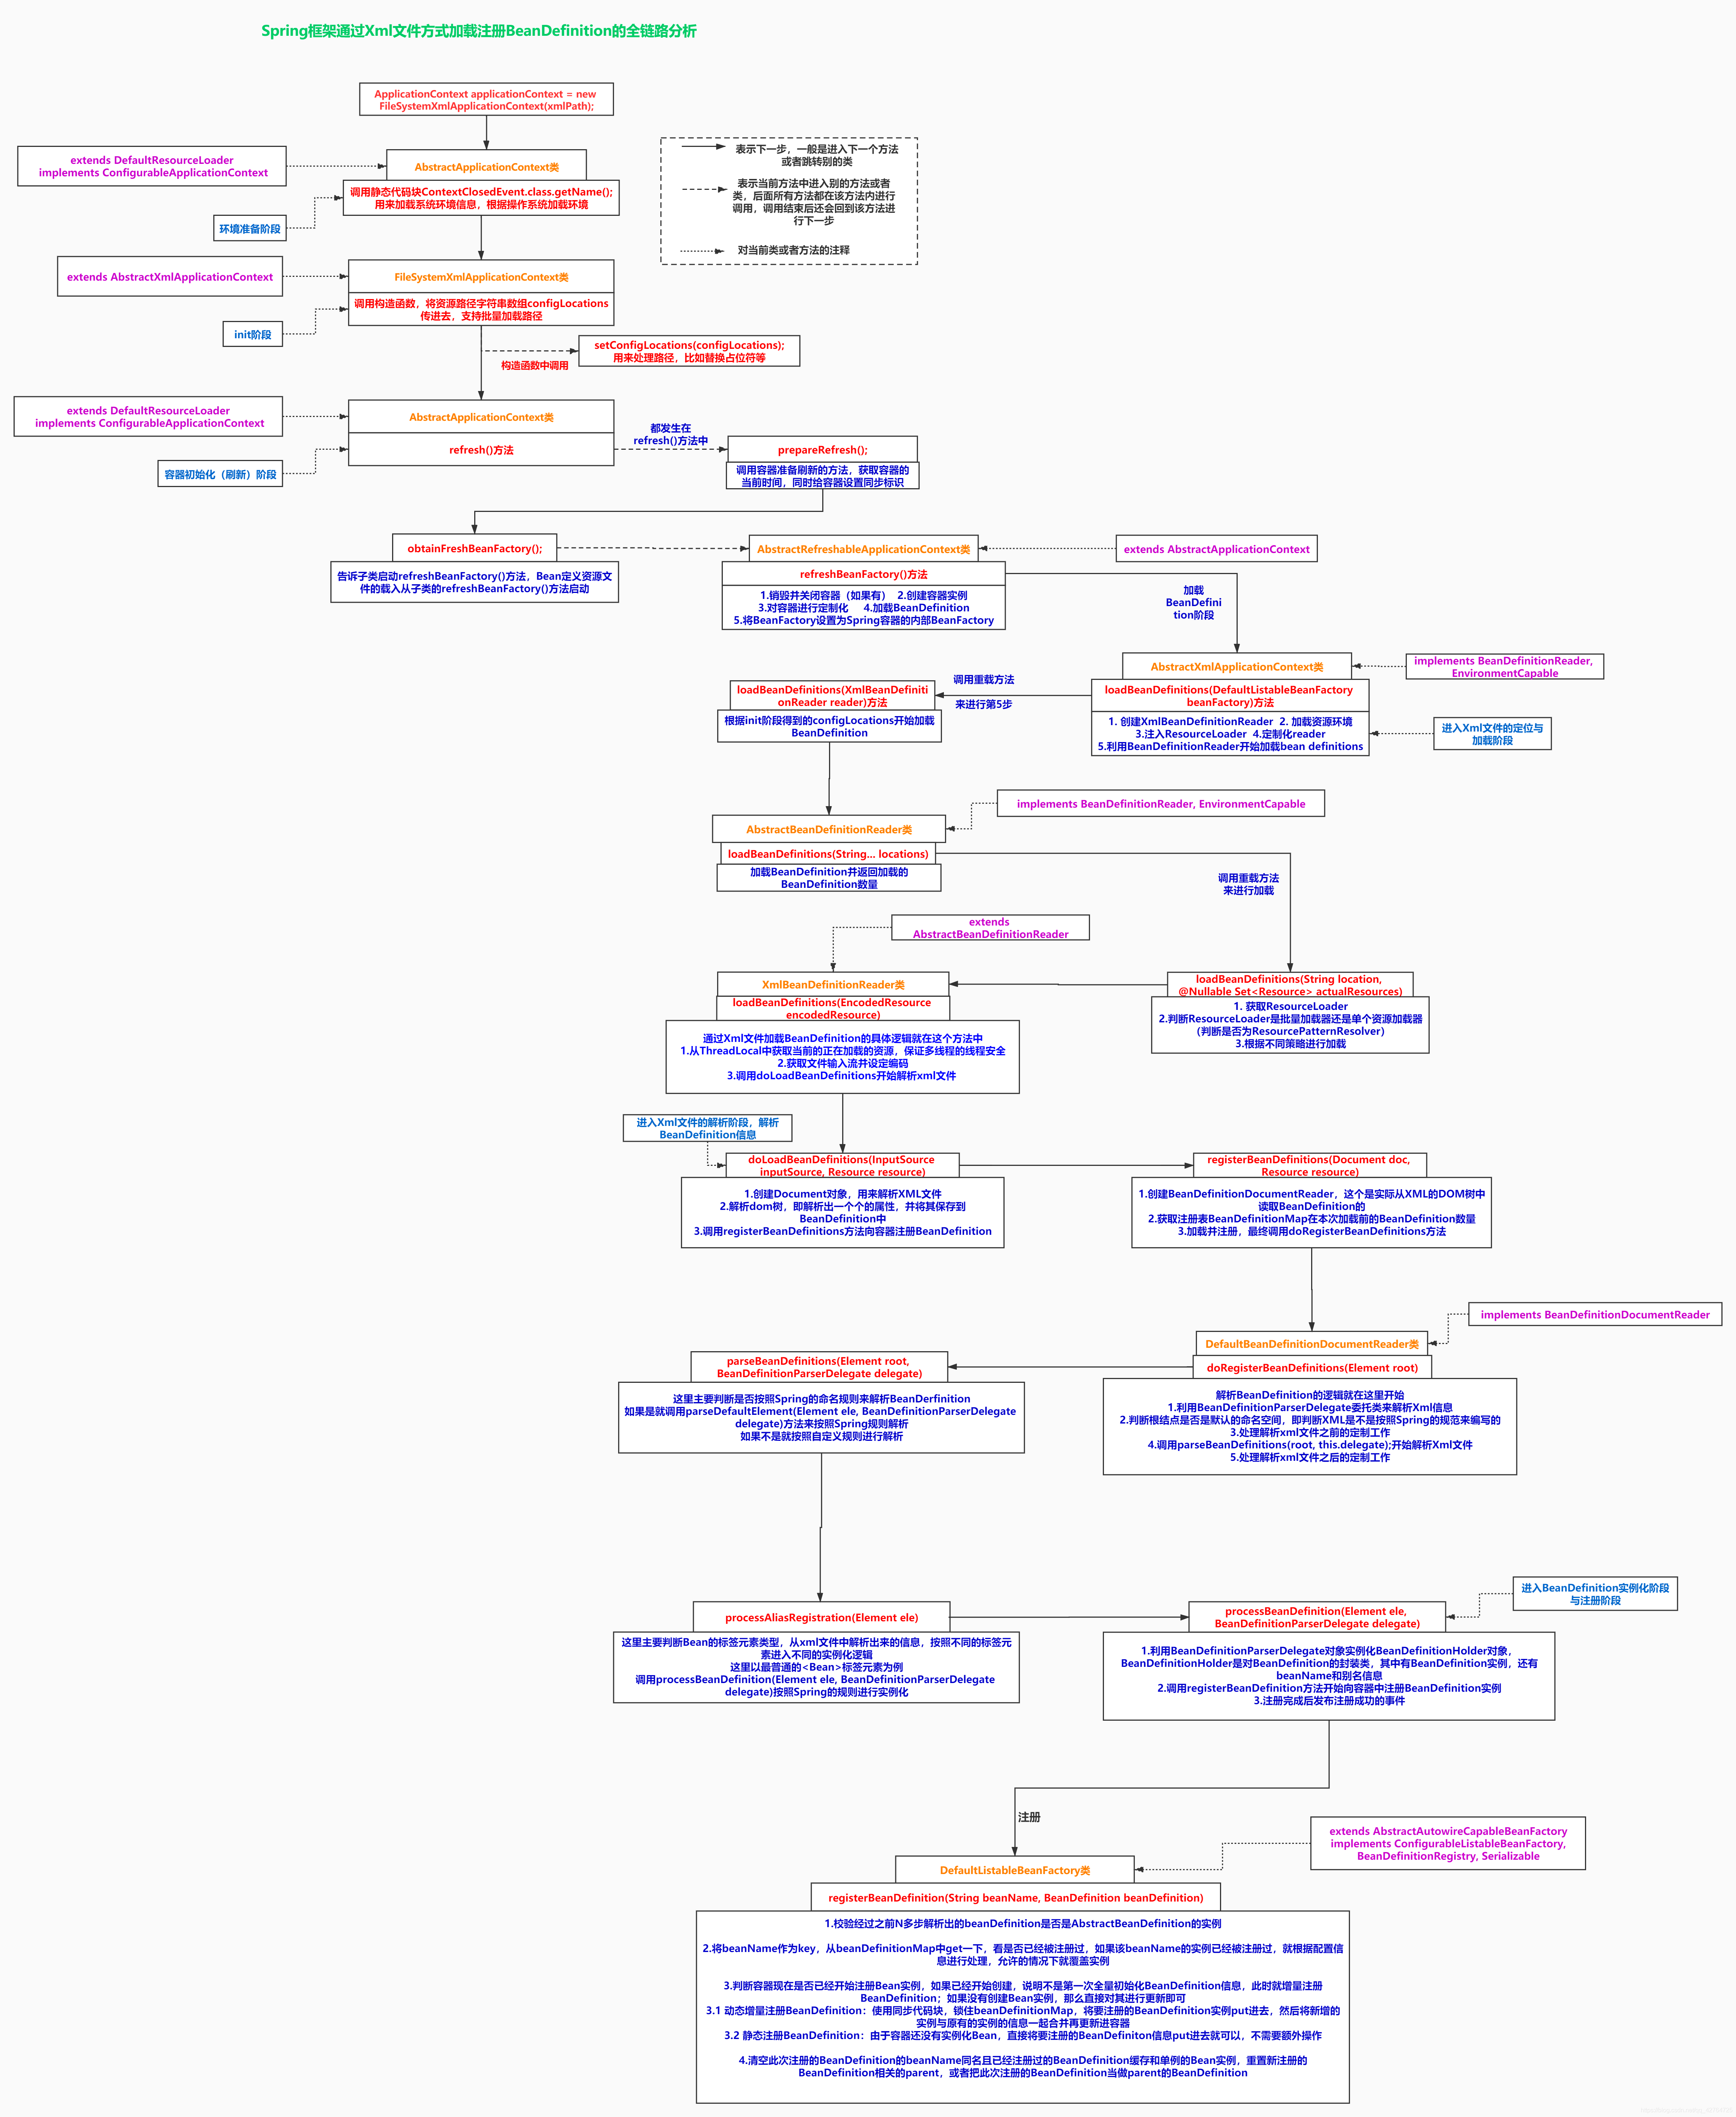 Spring框架通过Xml文件方式加载注册BeanDefinition的全链路分析
ApplicationContext applicationContext = new
FileSystemXmlApplicationContext(xmlPath);
extends DefaultResourceLoader
implements ConfigurableApplicationContext
AbstractApplicationContext类
调用静态代码块ContextClosedEvent.class.getName();
用来加载系统环境信息，根据操作系统加载环境
环境准备阶段
表示下一步，一般是进入下一个方法
或者跳转别的类
表示当前方法中进入别的方法或者
类，后面所有方法都在该方法内进行
调用，调用结束后还会回到该方法进
行下一步
对当前类或者方法的注释
extends AbstractXmlApplicationContext
FileSystemXmlApplicationContext类
调用构造函数，将资源路径字符串数组configLocations
传进去，支持批量加载路径
init阶段
setConfigLocations(configLocations);
用来处理路径，比如替换占位符等
构造函数中调用
extends DefaultResourceLoader
implements ConfigurableApplicationContext
AbstractApplicationContext类
refresh()方法
容器初始化（刷新）阶段
都发生在
refresh()方法中
prepareRefresh();
调用容器准备刷新的方法，获取容器的
当前时间，同时给容器设置同步标识
obtainFreshBeanFactory();
告诉子类启动refreshBeanFactory()方法，Bean定义资源文
件的载入从子类的refreshBeanFactory()方法启动
AbstractRefreshableApplicationContext类
extends AbstractApplicationContext
refreshBeanFactory()方法
1.销毁并关闭容器（如果有） 2.创建容器实例
3.对容器进行定制化 4.加载BeanDefinition
5.将BeanFactory设置为Spring容器的内部BeanFactory
加载
BeanDefini
tion阶段
AbstractXmlApplicationContext类
implements BeanDefinitionReader,
EnvironmentCapable
loadBeanDefinitions(DefaultListableBeanFactory
beanFactory)方法
1. 创建XmlBeanDefinitionReader 2. 加载资源环境
3.注入ResourceLoader 4.定制化reader
5.利用BeanDefinitionReader开始加载bean definitions
进入Xml文件的定位与
加载阶段
调用重载方法
来进行第5步
loadBeanDefinitions(XmlBeanDefiniti
onReader reader)方法
根据init阶段得到的configLocations开始加载
BeanDefinition
implements BeanDefinitionReader, EnvironmentCapable
AbstractBeanDefinitionReader类
loadBeanDefinitions(String... locations)
加载BeanDefinition并返回加载的
BeanDefinition数量
调用重载方法
来进行加载
extends
AbstractBeanDefinitionReader
XmlBeanDefinitionReader类
loadBeanDefinitions(EncodedResource
encodedResource)
通过Xml文件加载BeanDefinition的具体逻辑就在这个方法中
1.从ThreadLocal中获取当前的正在加载的资源，保证多线程的线程安全
2.获取文件输入流并设定编码
3.调用doLoadBeanDefinitions开始解析xml文件
loadBeanDefinitions(String location,
@Nullable Set<Resource> actualResources)
1. 获取ResourceLoader
2.判断ResourceLoader是批量加载器还是单个资源加载器
（判断是否为ResourcePatternResolver）
3.根据不同策略进行加载
进入Xml文件的解析阶段，解析
BeanDefinition信息
doLoadBeanDefinitions(InputSource
inputSource, Resource resource)
1.创建Document对象，用来解析XML文件
2.解析dom树，即解析出一个个的属性，并将其保存到
BeanDefinition中
3.调用registerBeanDefinitions方法向容器注册BeanDefinition
registerBeanDefinitions(Document doc,
Resource resource)
1.创建BeanDefinitionDocumentReader，这个是实际从XML的DOM树中
读取BeanDefinition的
2.获取注册表BeanDefinitionMap在本次加载前的BeanDefinition数量
3.加载并注册，最终调用doRegisterBeanDefinitions方法
implements BeanDefinitionDocumentReader
DefaultBeanDefinitionDocumentReader类
doRegisterBeanDefinitions(Element root)
解析BeanDefinition的逻辑就在这里开始
1.利用BeanDefinitionParserDelegate委托类来解析Xml信息
2.判断根结点是否是默认的命名空间，即判断XML是不是按照Spring的规范来编写的
3.处理解析xml文件之前的定制工作
4.调用parseBeanDefinitions(root, this.delegate);开始解析Xml文件
5.处理解析xml文件之后的定制工作
parseBeanDefinitions(Element root,
BeanDefinitionParserDelegate delegate)
这里主要判断是否按照Spring的命名规则来解析BeanDerfinition
如果是就调用parseDefaultElement(Element ele, BeanDefinitionParserDelegate
delegate)方法来按照Spring规则解析
如果不是就按照自定义规则进行解析
processAliasRegistration(Element ele)
这里主要判断Bean的标签元素类型，从xml文件中解析出来的信息，按照不同的标签元
素进入不同的实例化逻辑
这里以最普通的<Bean>标签元素为例
调用processBeanDefinition(Element ele, BeanDefinitionParserDelegate
delegate)按照Spring的规则进行实例化
processBeanDefinition(Element ele,
BeanDefinitionParserDelegate delegate)
进入BeanDefinition实例化阶段
与注册阶段
1.利用BeanDefinitionParserDelegate对象实例化BeanDefinitionHolder对象，
BeanDefinitionHolder是对BeanDefinition的封装类，其中有BeanDefinition实例，还有
beanName和别名信息
2.调用registerBeanDefinition方法开始向容器中注册BeanDefinition实例
3.注册完成后发布注册成功的事件
注册
extends AbstractAutowireCapableBeanFactory
implements ConfigurableListableBeanFactory,
BeanDefinitionRegistry, Serializable
DefaultListableBeanFactory类
registerBeanDefinition(String beanName, BeanDefinition beanDefinition)
1.校验经过之前N多步解析出的beanDefinition是否是AbstractBeanDefinition的实例
2.将beanName作为key，从beanDefinitionMap中get一下，看是否已经被注册过，如果该beanName的实例已经被注册过，就根据配置信
息进行处理，允许的情况下就覆盖实例
3.判断容器现在是否已经开始注册Bean实例，如果已经开始创建，说明不是第一次全量初始化BeanDefinition信息，此时就增量注册
BeanDefinition；如果没有创建Bean实例，那么直接对其进行更新即可
3.1 动态增量注册BeanDefinition：使用同步代码块，锁住beanDefinitionMap，将要注册的BeanDefinition实例put进去，然后将新增的
实例与原有的实例的信息一起合并再更新进容器
3.2 静态注册BeanDefinition：由于容器还没有实例化Bean，直接将要注册的BeanDefiniton信息put进去就可以，不需要额外操作
4.清空此次注册的BeanDefinition的beanName同名且已经注册过的BeanDefinition缓存和单例的Bean实例，重置新注册的
BeanDefinition相关的parent，或者把此次注册的BeanDefinition当做parent的BeanDefinition